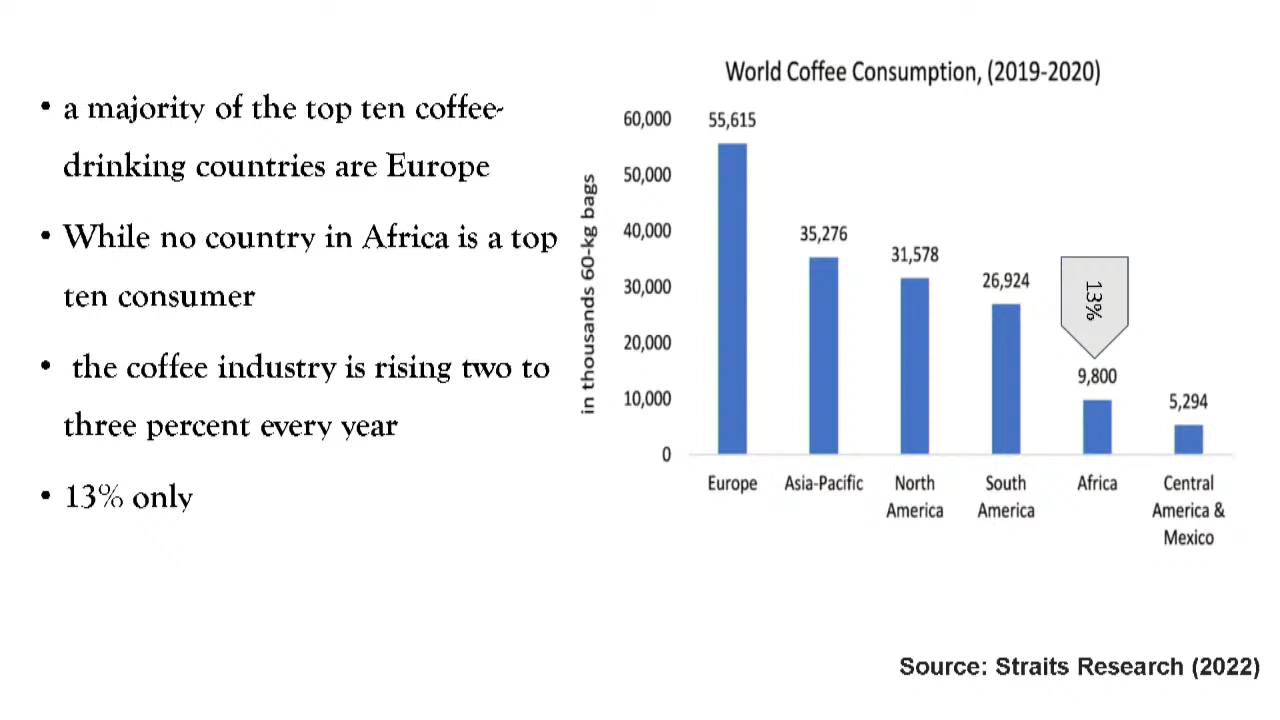 • a majority of the top ten coffee-
drinking countries are Europe
• While no country in Africa is a top
ten consumer
• the coffee industry is rising two to
three percent every year
• 13% only
World Coffee Consumption, (2019-2020)
in thousands 60-kg bags
60,000
50,000
40,000
30,000
20,000
10,000
0
55,615
35,276
31,578
26,924
13%
9,800
5,294
Europe
Asia-Pacific
North
America
South
America
Africa
Central
America &
Mexico
Source: Straits Research (2022)